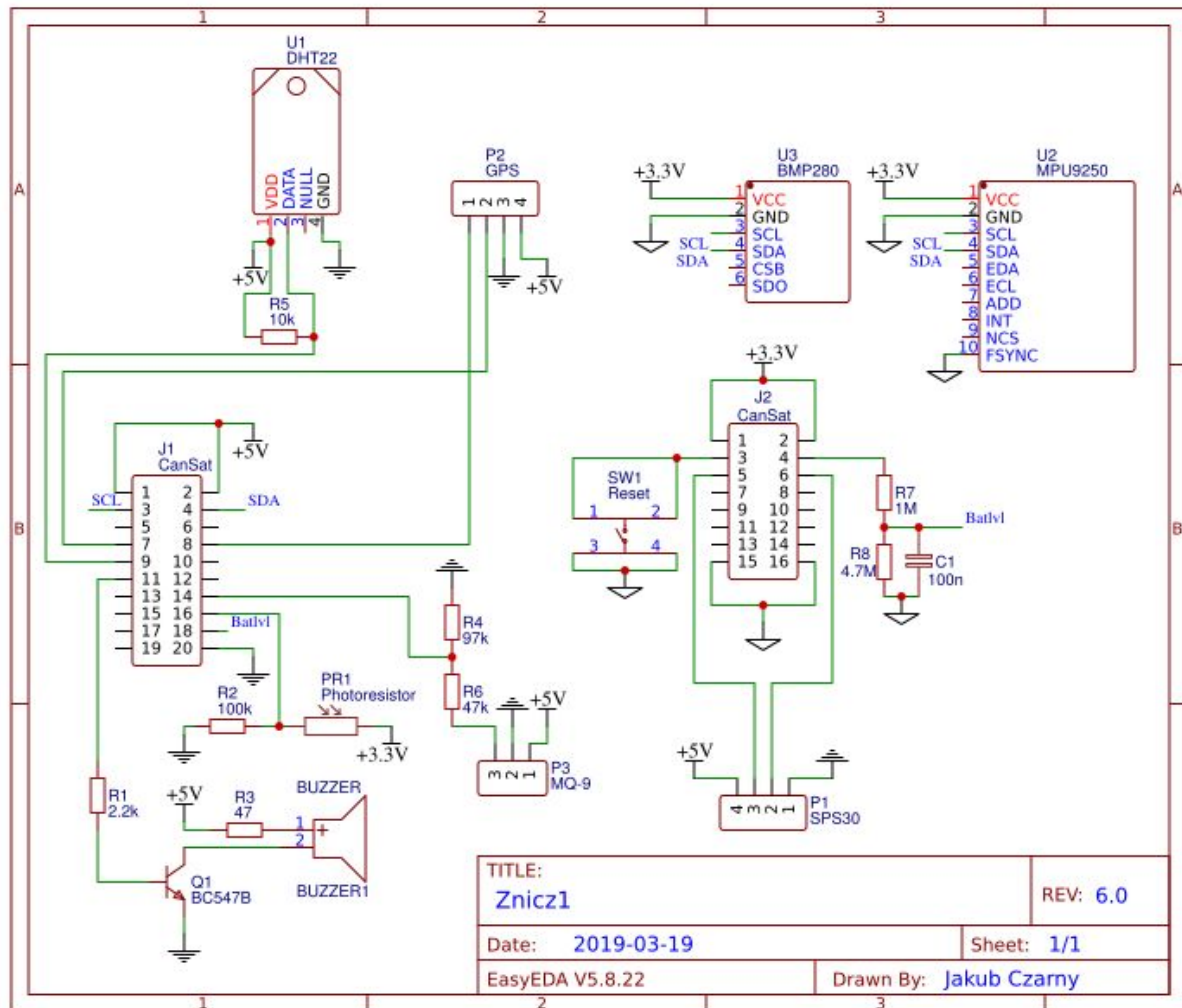 1 2 3
A
B
A
B
U1
DHT22
VDD
DATA
NULL
GND
1 2 3 4
+5V
R5
10k
P2
GPS
1 2 3 4
+5V
U3
BMP280
+3.3V
1 VCC
2 GND
3 SCL
4 SDA
5 CSB
6 SDO
SCL
SDA
U2
MPU9250
+3.3V
1 VCC
2 GND
3 SCL
4 SDA
5 EDA
6 ECL
7 ADD
8 INT
9 NCS
10 FSYNC
SCL
SDA
+5V
J1
CanSat
SCL
SDA
1 2
3 4
5 6
7 8
9 10
11 12
13 14
15 16
17 18
19 20
Batlvl
+3.3V
J2
CanSat
1 2
3 4
5 6
7 8
9 10
11 12
13 14
15 16
SW1
Reset
1 2
3 4
R7
1M
Batlvl
R8
4.7M
C1
100n
R4
97k
R6
47k
R2
100k
PR1
Photoresistor
+3.3V
+5V
3 2 1
P3
MQ-9
+5V
4 3 2 1
P1
SPS30
R1
2.2k
+5V
R3
47
BUZZER
1 +
2
BUZZER1
Q1
BC547B
TITLE:
Znicz1
REV: 6.0
Date: 2019-03-19
Sheet: 1/1
EasyEDA V5.8.22
Drawn By: Jakub Czarny
1 2 3